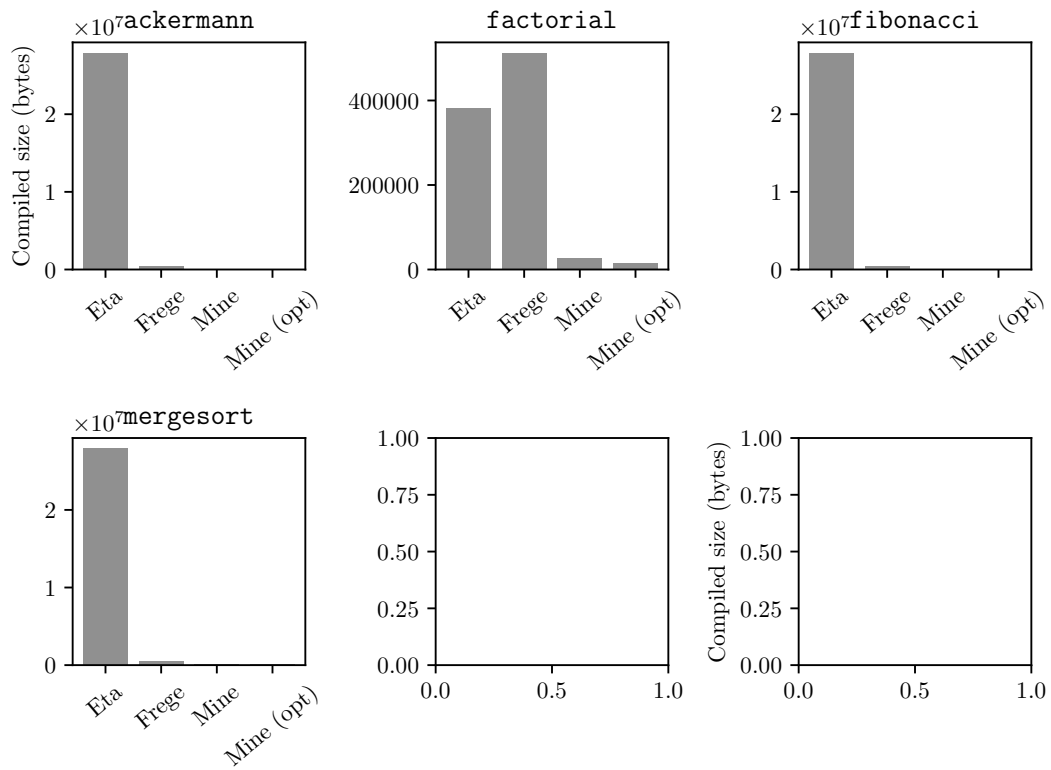 ×10⁷ackermann
Compiled size (bytes)
2
1
0
Eta
Frege
Mine
Mine (opt)
factorial
400000
200000
0
Eta
Frege
Mine
Mine (opt)
×10⁷fibonacci
2
1
0
Eta
Frege
Mine
Mine (opt)
×10⁷mergesort
2
1
0
Eta
Frege
Mine
Mine (opt)
1.00
0.75
0.50
0.25
0.00
0.0 0.5 1.0
Compiled size (bytes)
1.00
0.75
0.50
0.25
0.00
0.0 0.5 1.0